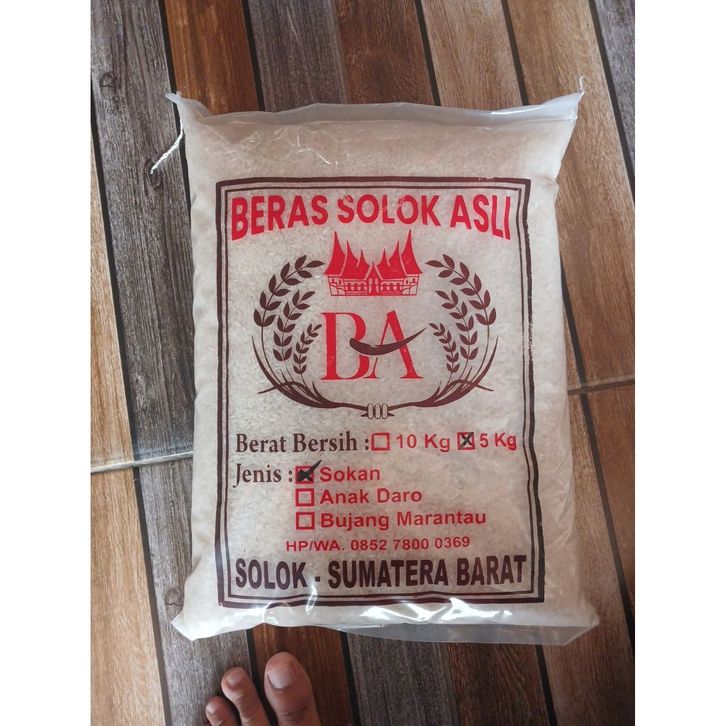 BERAS SOLOK ASLI
BA
Berat Bersih : 10 Kg 5 Kg
Jenis : Sokan
Anak Daro
Bujang Marantau
HP/WA. 0852 7800 0369
SOLOK - SUMATERA BARAT